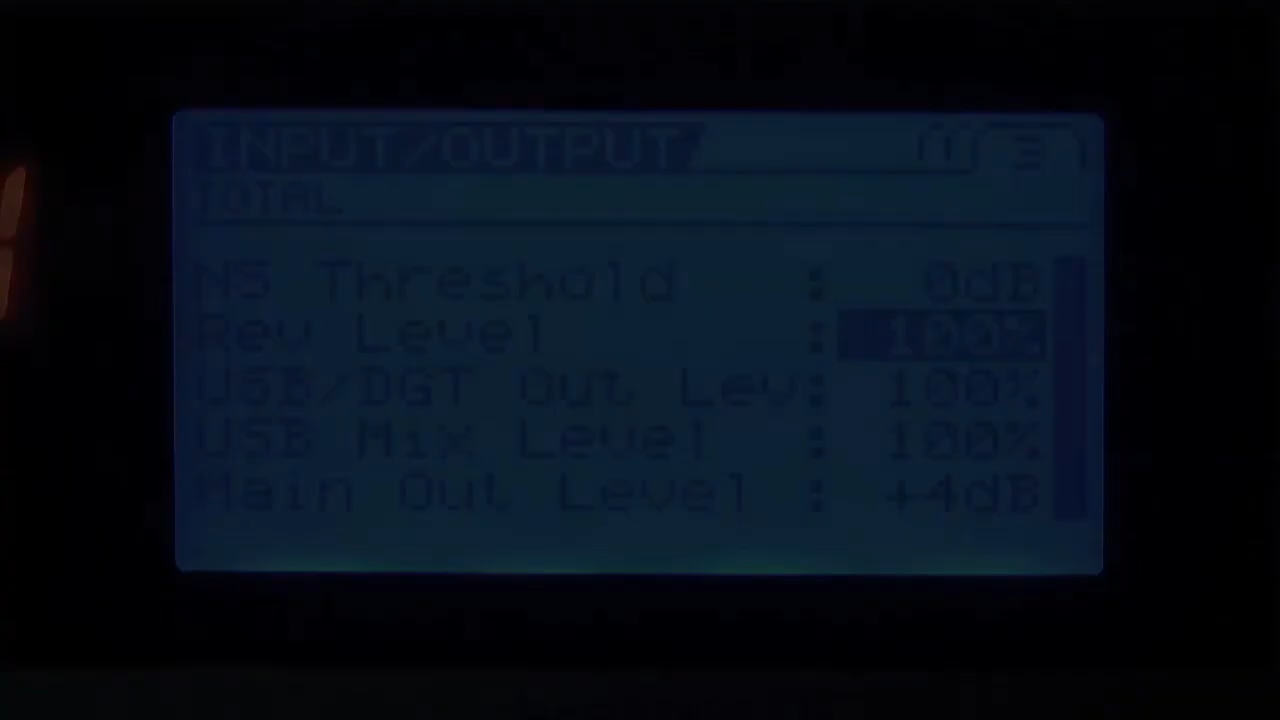 INPUT/OUTPUT
TOTAL
NS Threshold : 0dB
Rev Level : 100%
USB/DGT Out Lev: 100%
USB Mix Level : 100%
Main Out Level : +4dB